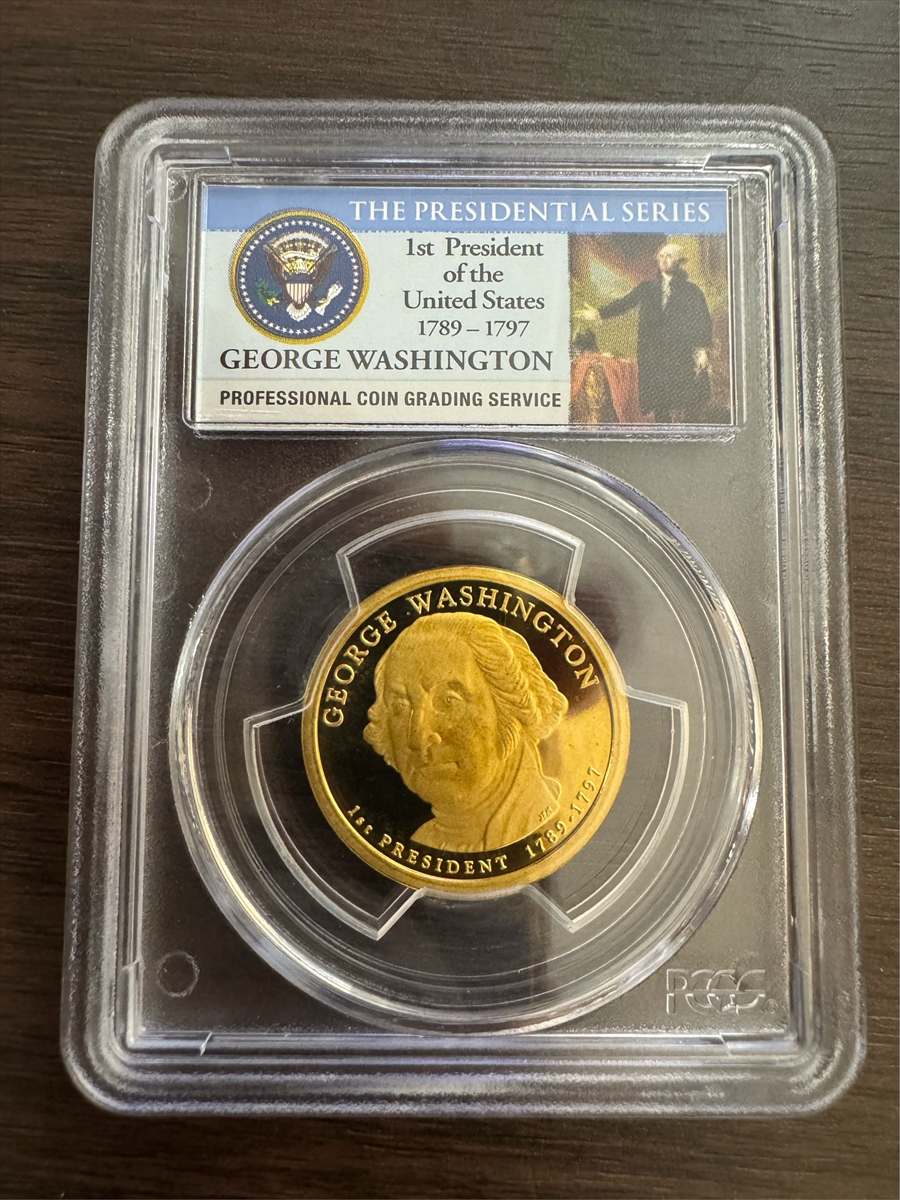 THE PRESIDENTIAL SERIES
1st President
of the
United States
1789 – 1797
GEORGE WASHINGTON
PROFESSIONAL COIN GRADING SERVICE
GEORGE WASHINGTON
1st PRESIDENT 1789-1797
PCGS